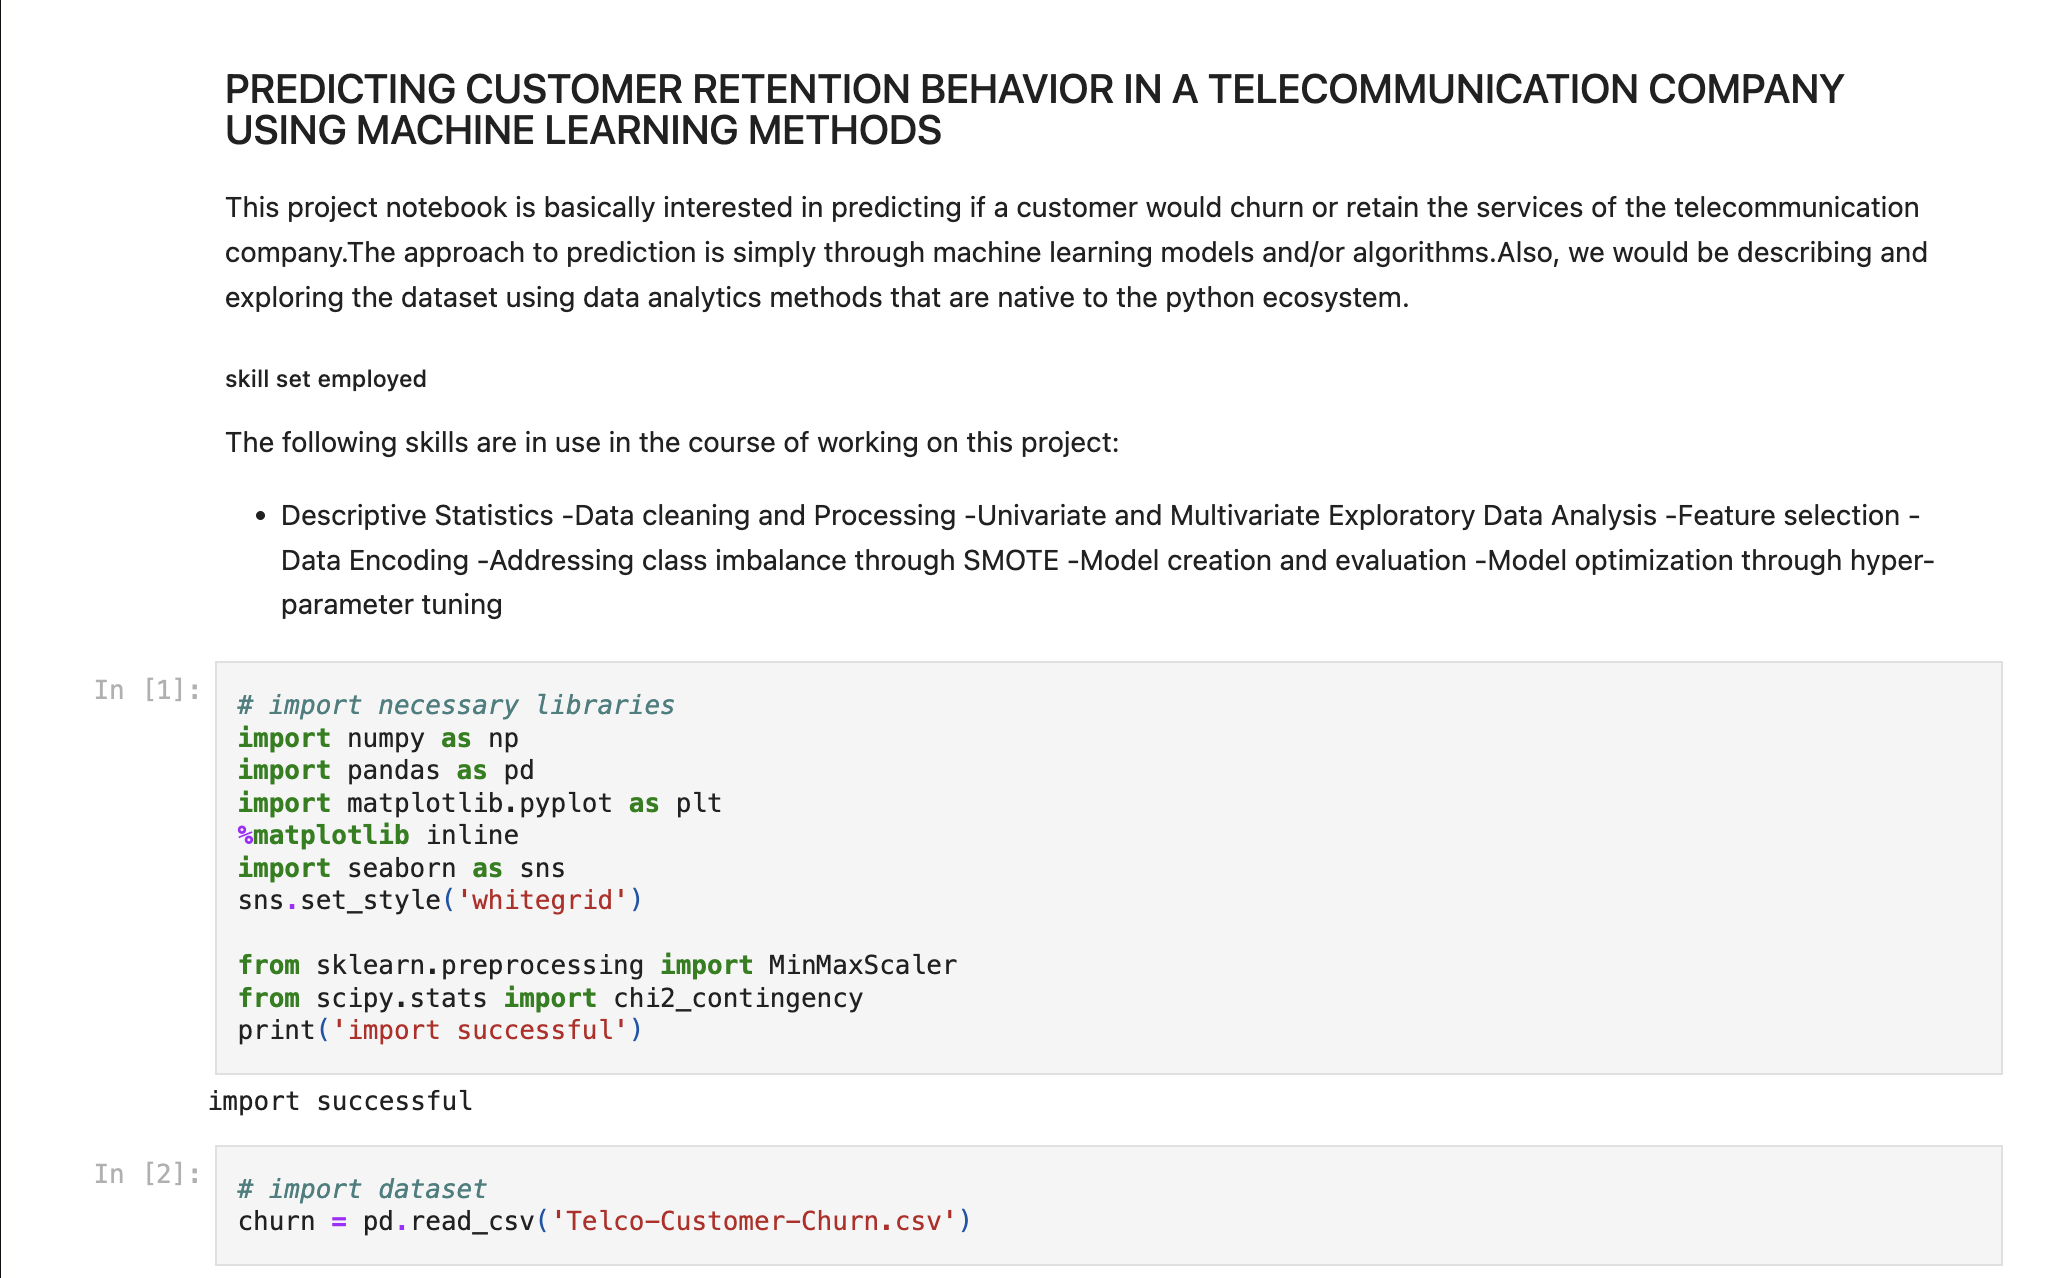 PREDICTING CUSTOMER RETENTION BEHAVIOR IN A TELECOMMUNICATION COMPANY
USING MACHINE LEARNING METHODS
This project notebook is basically interested in predicting if a customer would churn or retain the services of the telecommunication
company.The approach to prediction is simply through machine learning models and/or algorithms.Also, we would be describing and
exploring the dataset using data analytics methods that are native to the python ecosystem.
skill set employed
The following skills are in use in the course of working on this project:
• Descriptive Statistics -Data cleaning and Processing -Univariate and Multivariate Exploratory Data Analysis -Feature selection -
Data Encoding -Addressing class imbalance through SMOTE -Model creation and evaluation -Model optimization through hyper-
parameter tuning
In [1]:
# import necessary libraries
import numpy as np
import pandas as pd
import matplotlib.pyplot as plt
%matplotlib inline
import seaborn as sns
sns.set_style('whitegrid')
from sklearn.preprocessing import MinMaxScaler
from scipy.stats import chi2_contingency
print('import successful')
import successful
In [2]:
# import dataset
churn = pd.read_csv('Telco-Customer-Churn.csv')